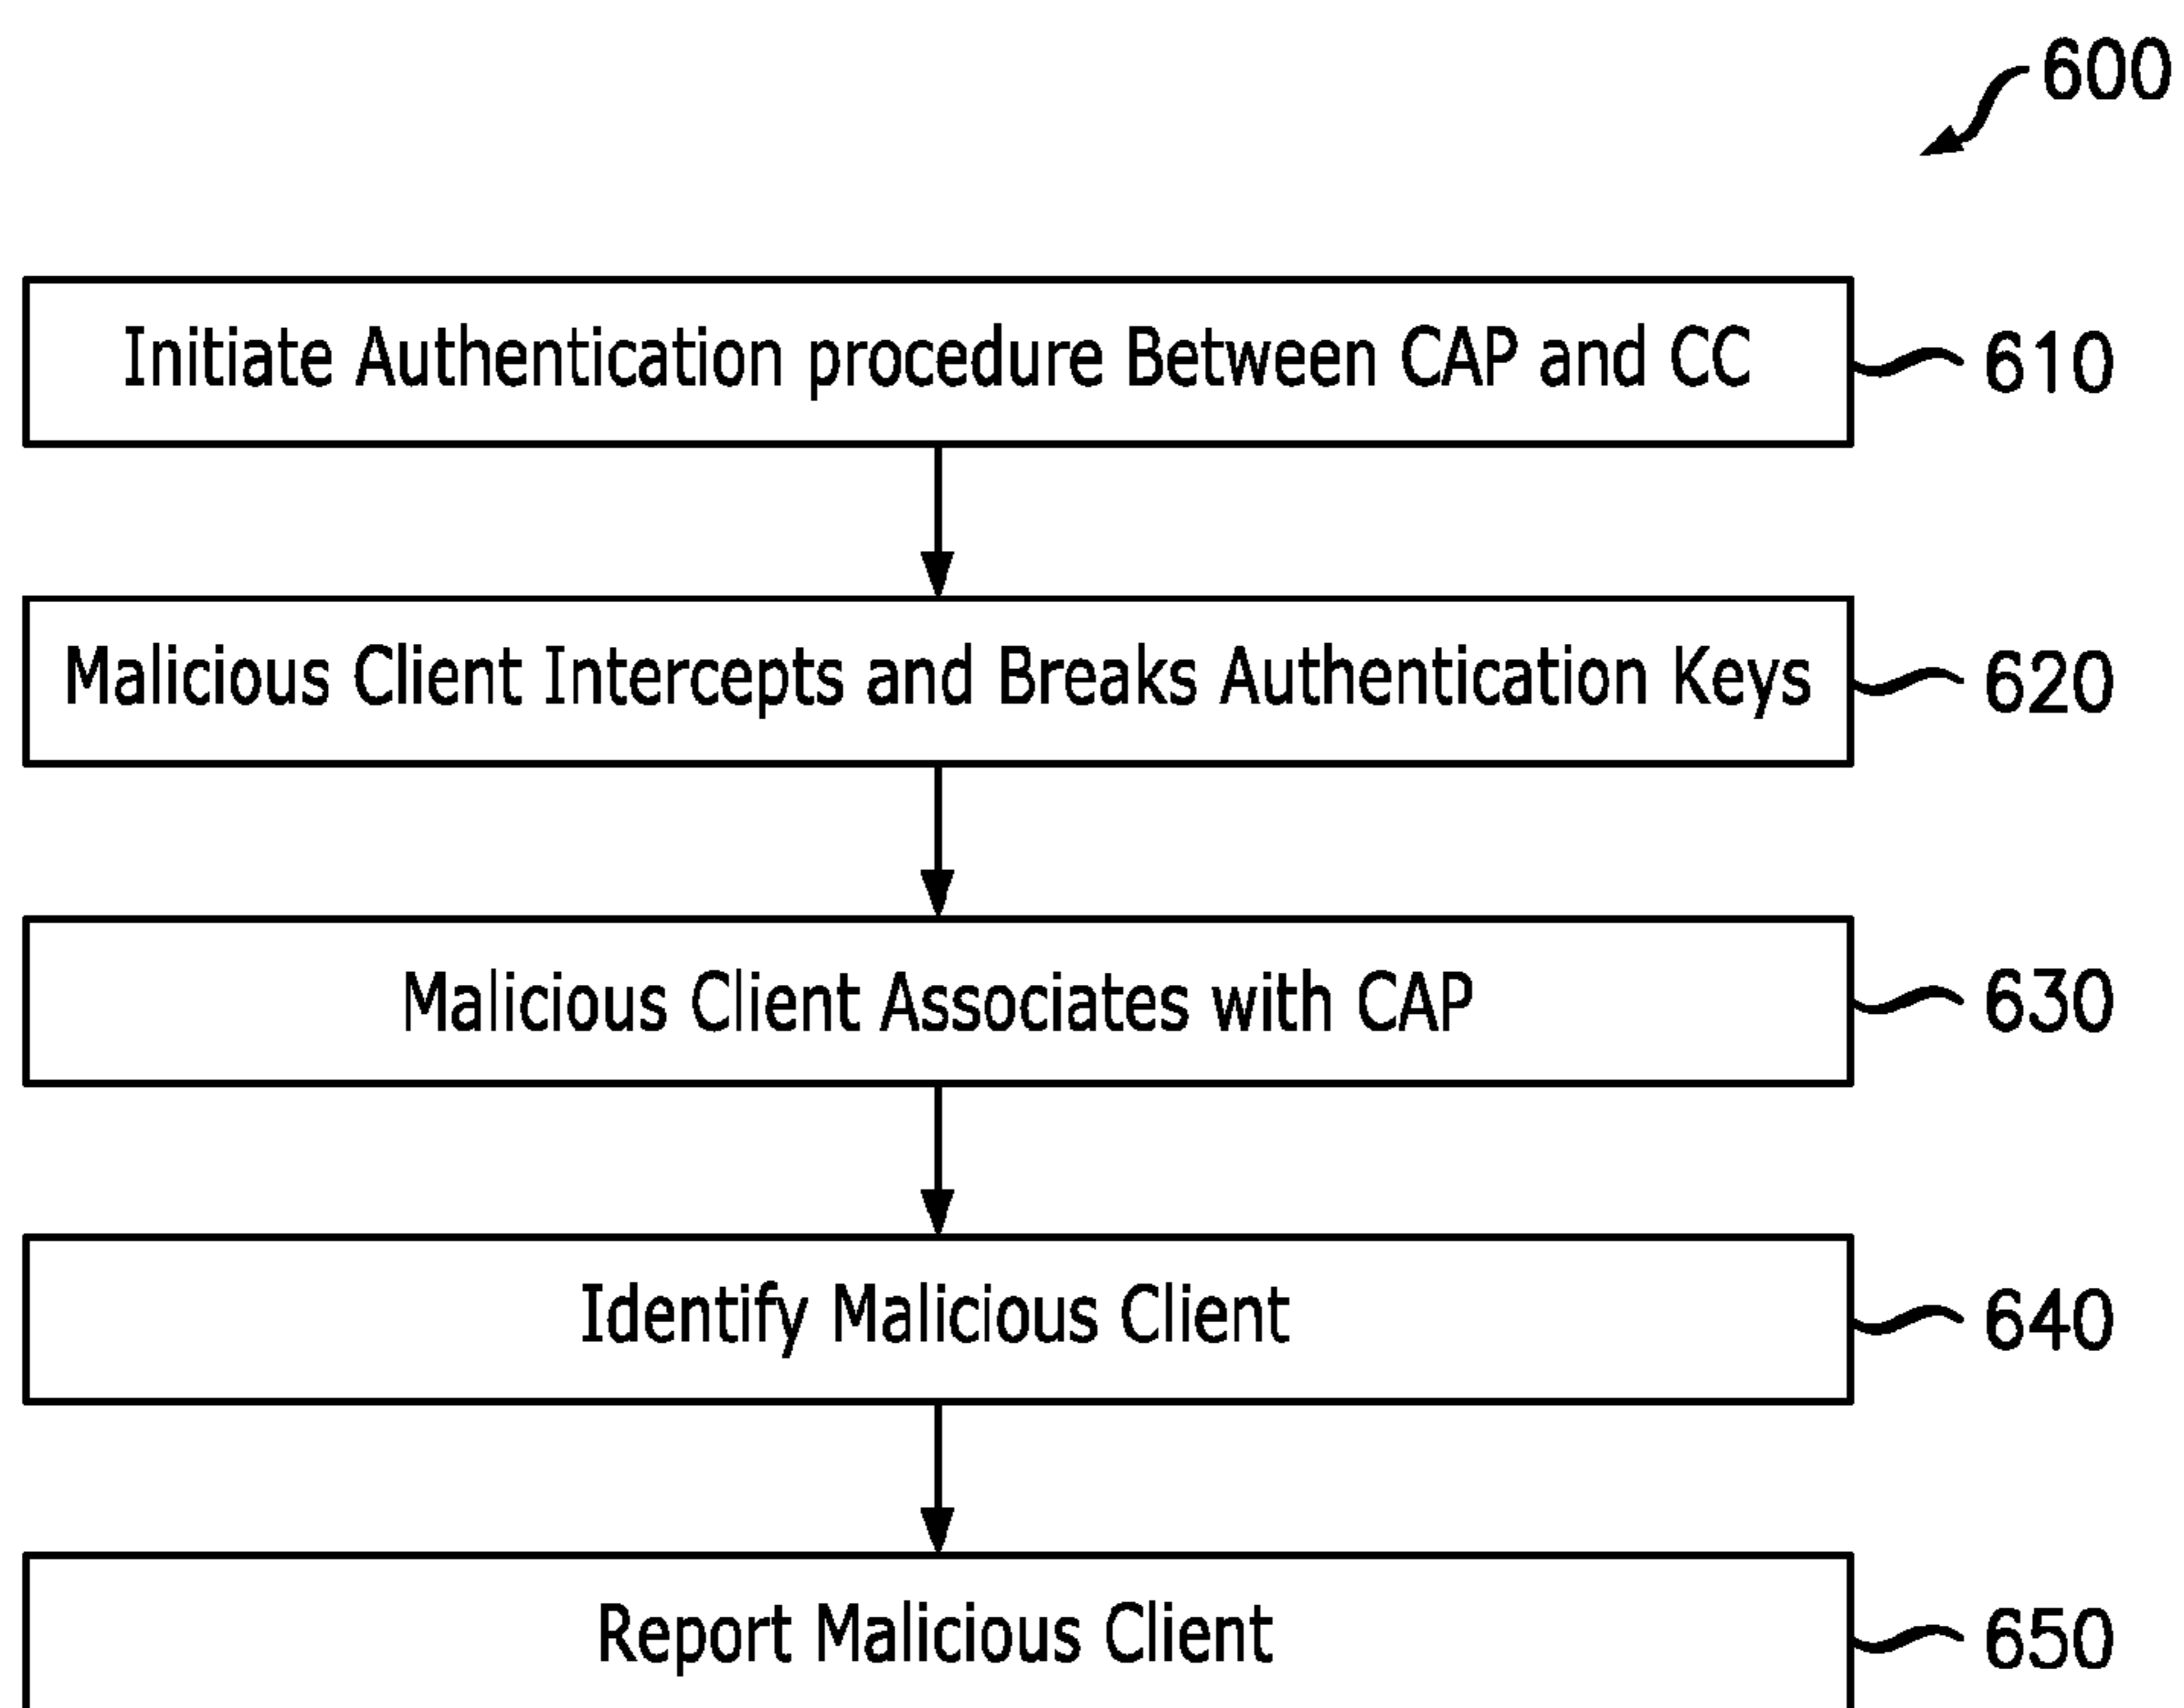 600
Initiate Authentication procedure Between CAP and CC
610
Malicious Client Intercepts and Breaks Authentication Keys
620
Malicious Client Associates with CAP
630
Identify Malicious Client
640
Report Malicious Client
650